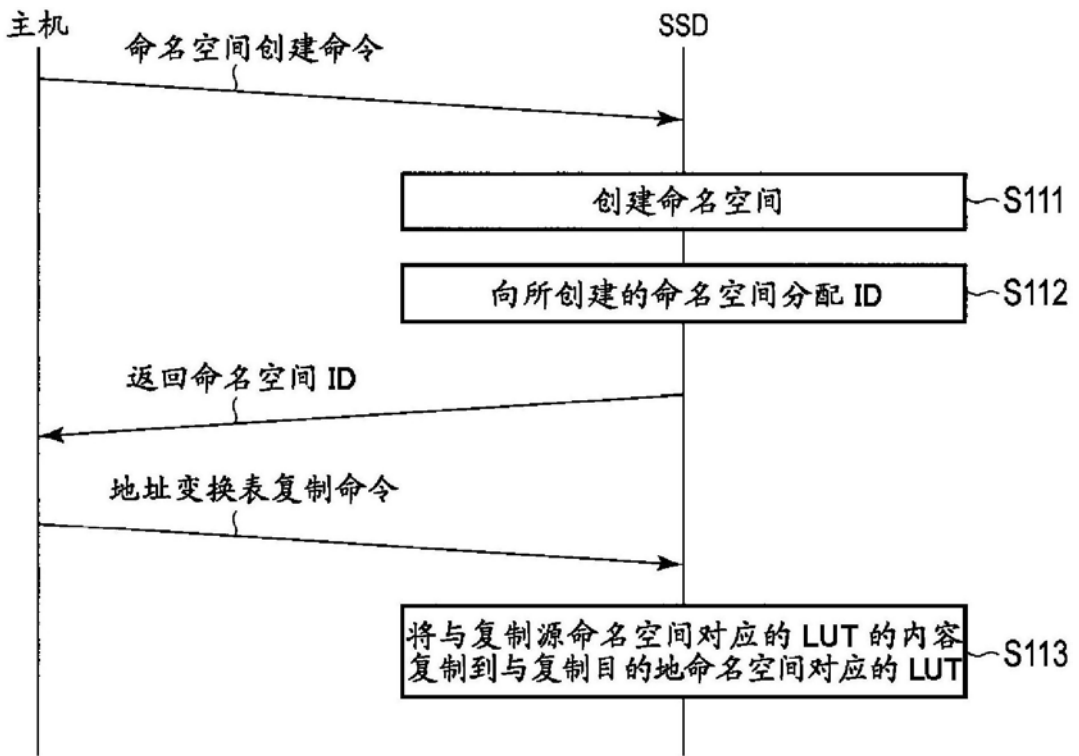 主机
SSD
命名空间创建命令
创建命名空间
S111
向所创建的命名空间分配 ID
S112
返回命名空间 ID
地址变换表复制命令
将与复制源命名空间对应的 LUT 的内容
复制到与复制目的地命名空间对应的 LUT
S113